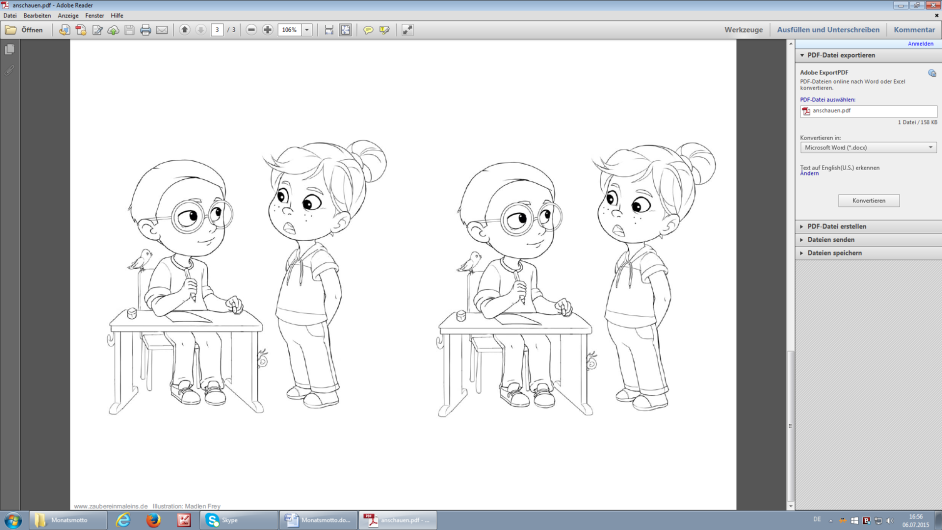 anschauen.pdf - Adobe Reader
Datei Bearbeiten Anzeige Fenster Hilfe
Öffnen 3 / 3 106% Werkzeuge Ausfüllen und Unterschreiben Kommentar
Anmelden
PDF-Datei exportieren
Adobe ExportPDF
PDF-Dateien online nach Word oder Excel
konvertieren.
PDF-Datei auswählen:
anschauen.pdf
1 Datei / 158 KB
Konvertieren in:
Microsoft Word (*.docx)
Text auf English(U.S.) erkennen
Ändern
Konvertieren
PDF-Datei erstellen
Dateien senden
Dateien speichern
www.zaubereinmaleins.de Illustration: Madlen Frey
Monatsmotto Skype Monatsmotto.do... anschauen.pdf - ... DE 16:56
06.07.2015